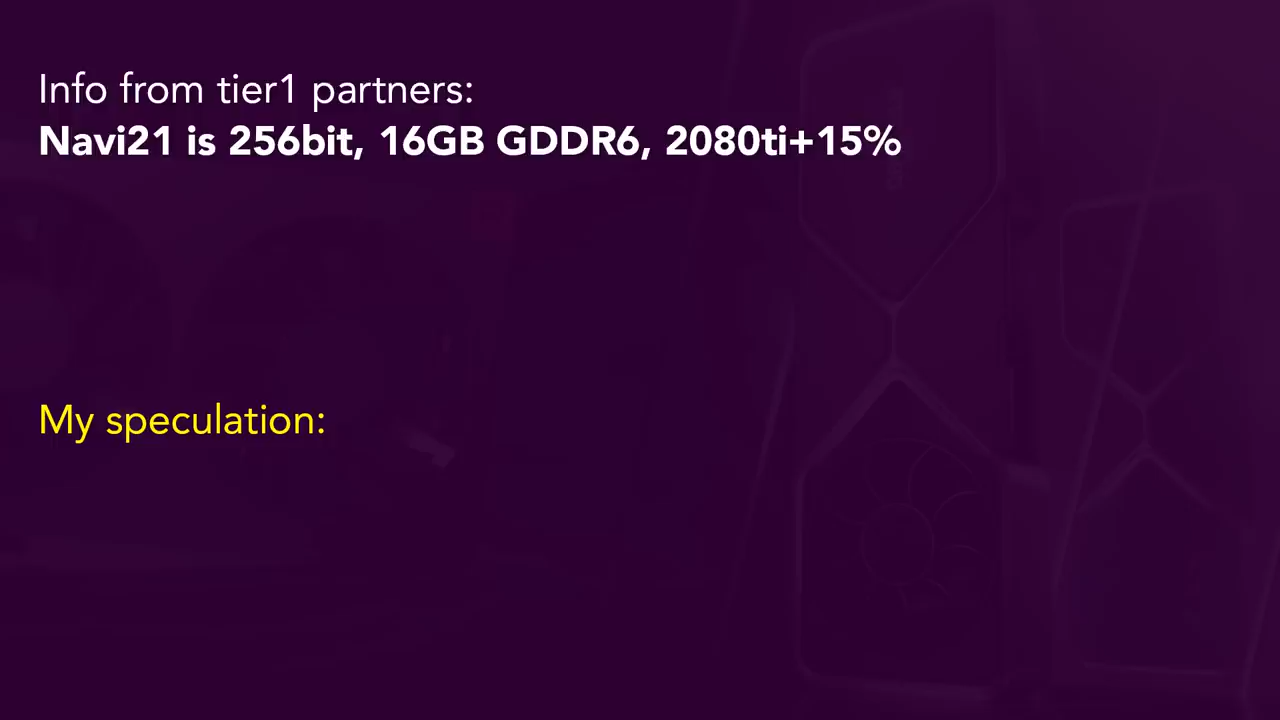 Info from tier1 partners:
Navi21 is 256bit, 16GB GDDR6, 2080ti+15%
My speculation: